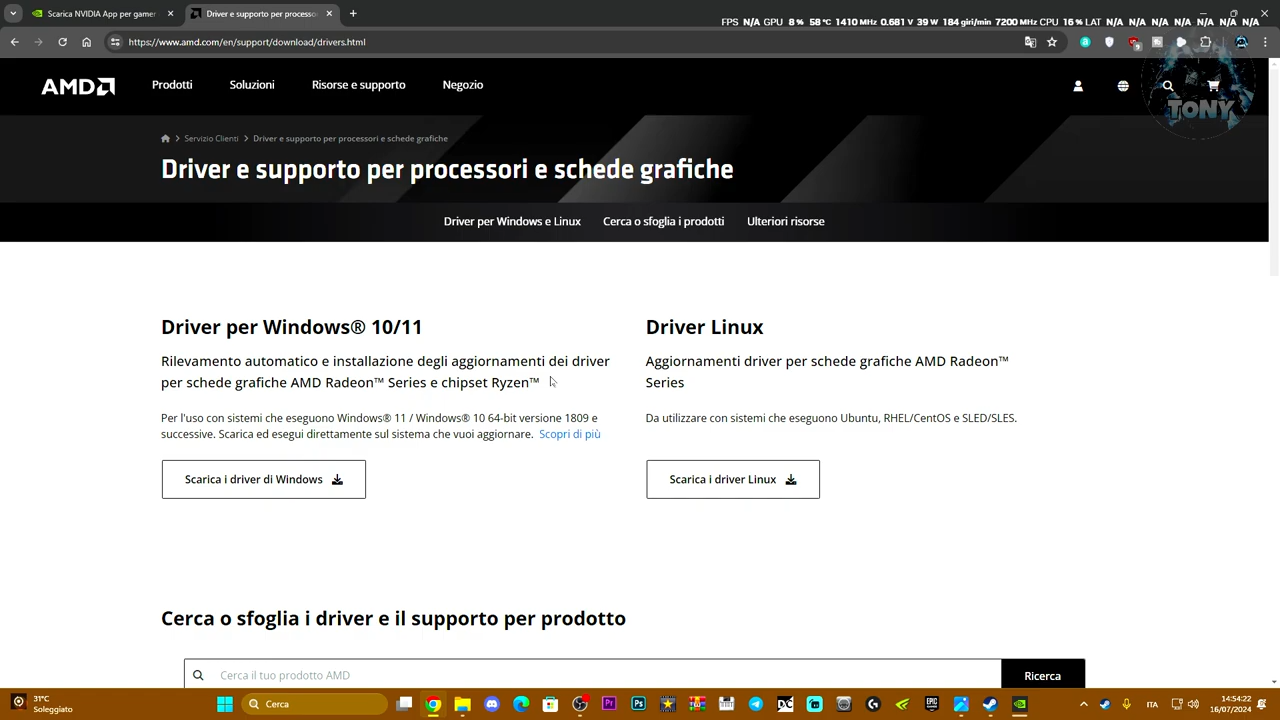 Scarica NVIDIA App per gamer
Driver e supporto per processo
FPS N/A GPU 8 % 58 °C 1410 MHz 0.681 V 39 W 184 giri/min 7200 MHz CPU 16 % LAT N/A N/A N/A N/A N/A N/A N/A
https://www.amd.com/en/support/download/drivers.html
AMD
Prodotti
Soluzioni
Risorse e supporto
Negozio
TONY
Servizio Clienti
Driver e supporto per processori e schede grafiche
Driver e supporto per processori e schede grafiche
Driver per Windows e Linux
Cerca o sfoglia i prodotti
Ulteriori risorse
Driver per Windows® 10/11
Rilevamento automatico e installazione degli aggiornamenti dei driver
per schede grafiche AMD Radeon™ Series e chipset Ryzen™
Per l'uso con sistemi che eseguono Windows® 11 / Windows® 10 64-bit versione 1809 e
successive. Scarica ed esegui direttamente sul sistema che vuoi aggiornare. Scopri di più
Scarica i driver di Windows
Driver Linux
Aggiornamenti driver per schede grafiche AMD Radeon™
Series
Da utilizzare con sistemi che eseguono Ubuntu, RHEL/CentOS e SLED/SLES.
Scarica i driver Linux
Cerca o sfoglia i driver e il supporto per prodotto
Cerca il tuo prodotto AMD
Ricerca
31°C
Soleggiato
Cerca
ITA
14:54:22
16/07/2024